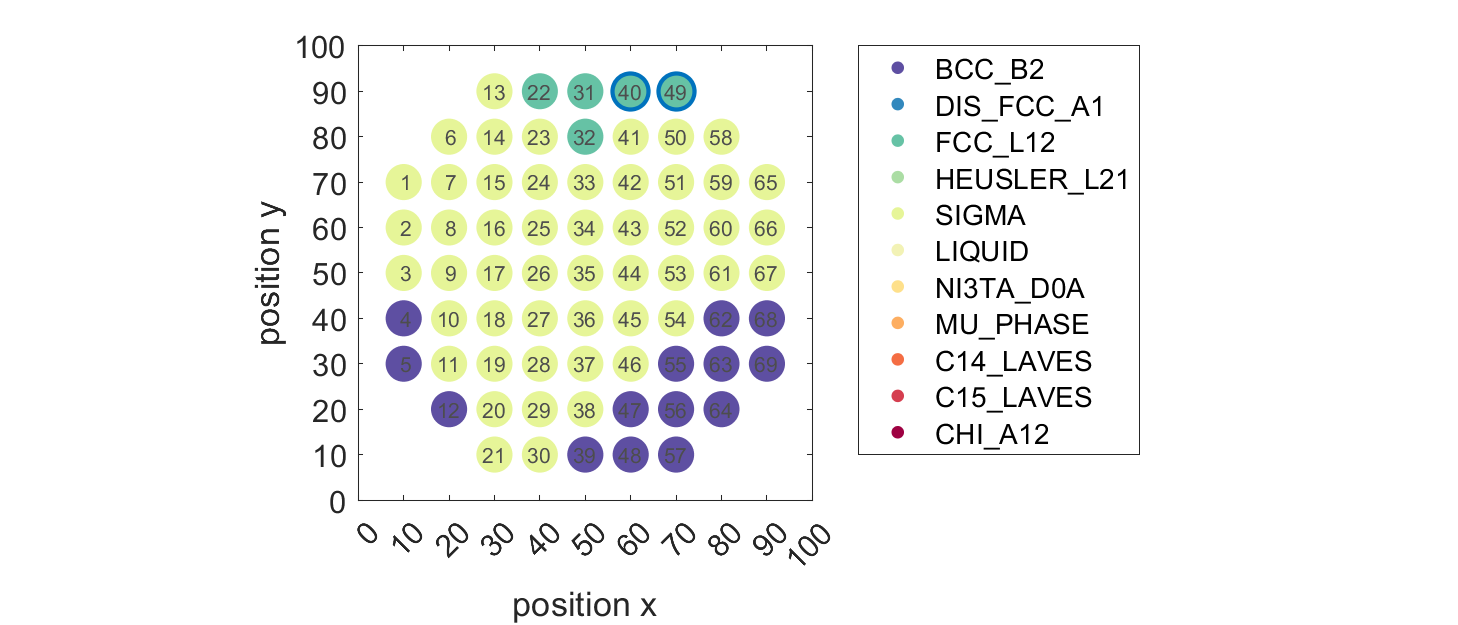 100
90
80
70
60
50
40
30
20
10
0
position y
13 22 31 40 49
6 14 23 32 41 50 58
1 7 15 24 33 42 51 59 65
2 8 16 25 34 43 52 60 66
3 9 17 26 35 44 53 61 67
4 10 18 27 36 45 54 62 68
5 11 19 28 37 46 55 63 69
12 20 29 38 47 56 64
21 30 39 48 57
0 10 20 30 40 50 60 70 80 90 100
position x
BCC_B2
DIS_FCC_A1
FCC_L12
HEUSLER_L21
SIGMA
LIQUID
NI3TA_D0A
MU_PHASE
C14_LAVES
C15_LAVES
CHI_A12